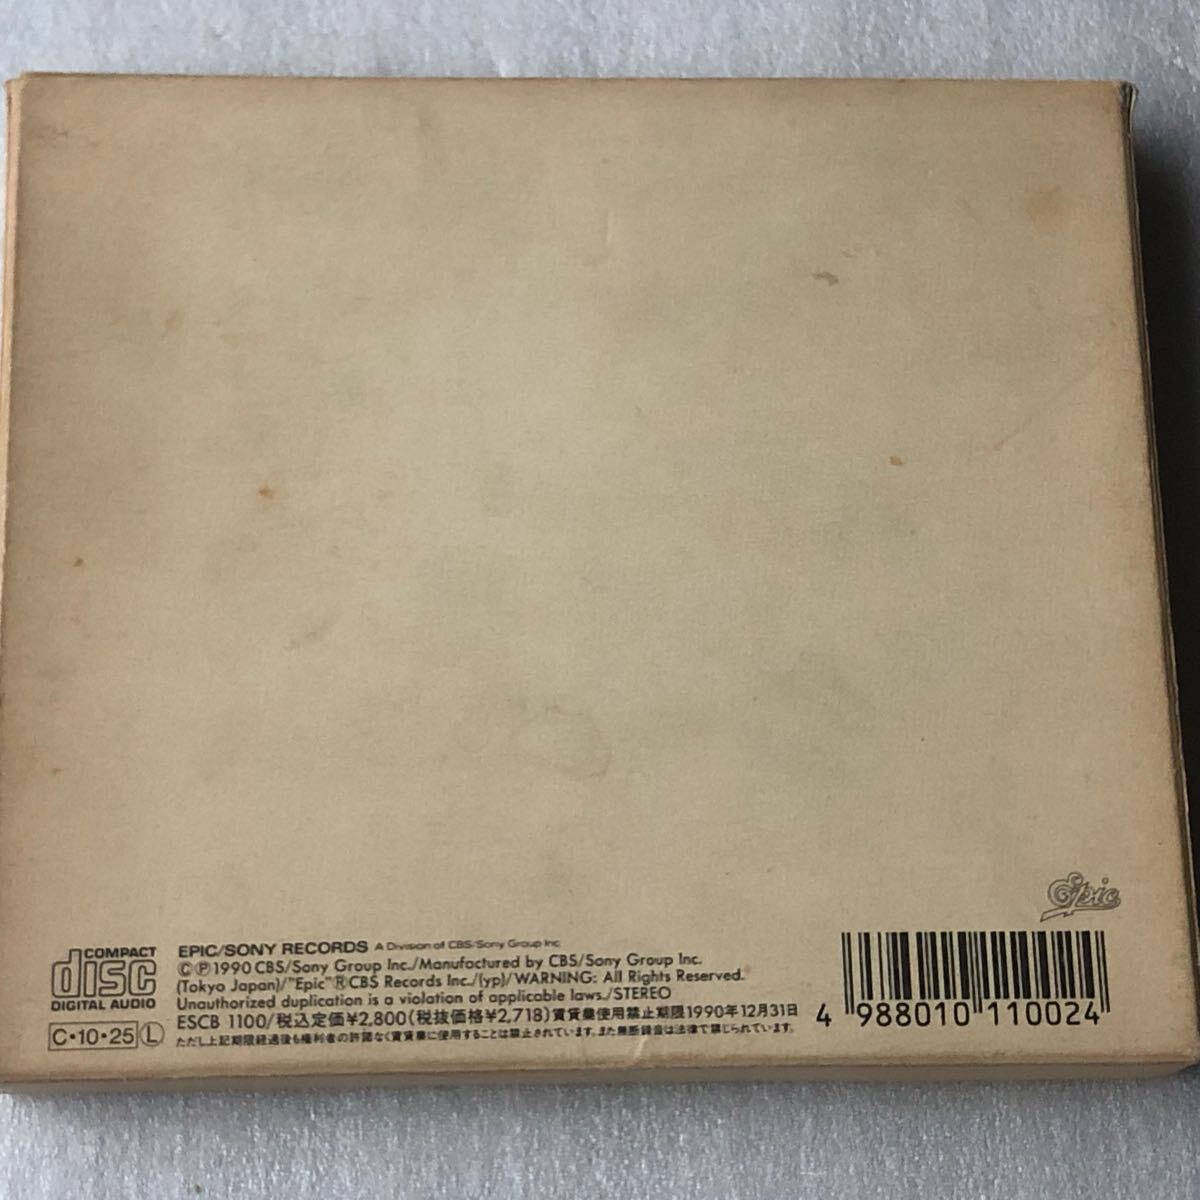 Epic
COMPACT
disc
DIGITAL AUDIO
C・10・25 L
EPIC/SONY RECORDS A Division of CBS/Sony Group Inc.
©Ⓟ1990 CBS/Sony Group Inc./Manufactured by CBS/Sony Group Inc.
(Tokyo Japan)/"Epic"®CBS Records Inc./(yp)/WARNING: All Rights Reserved.
Unauthorized duplication is a violation of applicable laws./STEREO
ESCB 1100/税込定価¥2,800(税抜価格¥2,718)賃貸業使用禁止期限1990年12月31日
ただし上記期限経過後も権利者の許諾なく賃貸業に使用することは禁止されています。また無断録音は法律で禁じられています。
4 988010 110024